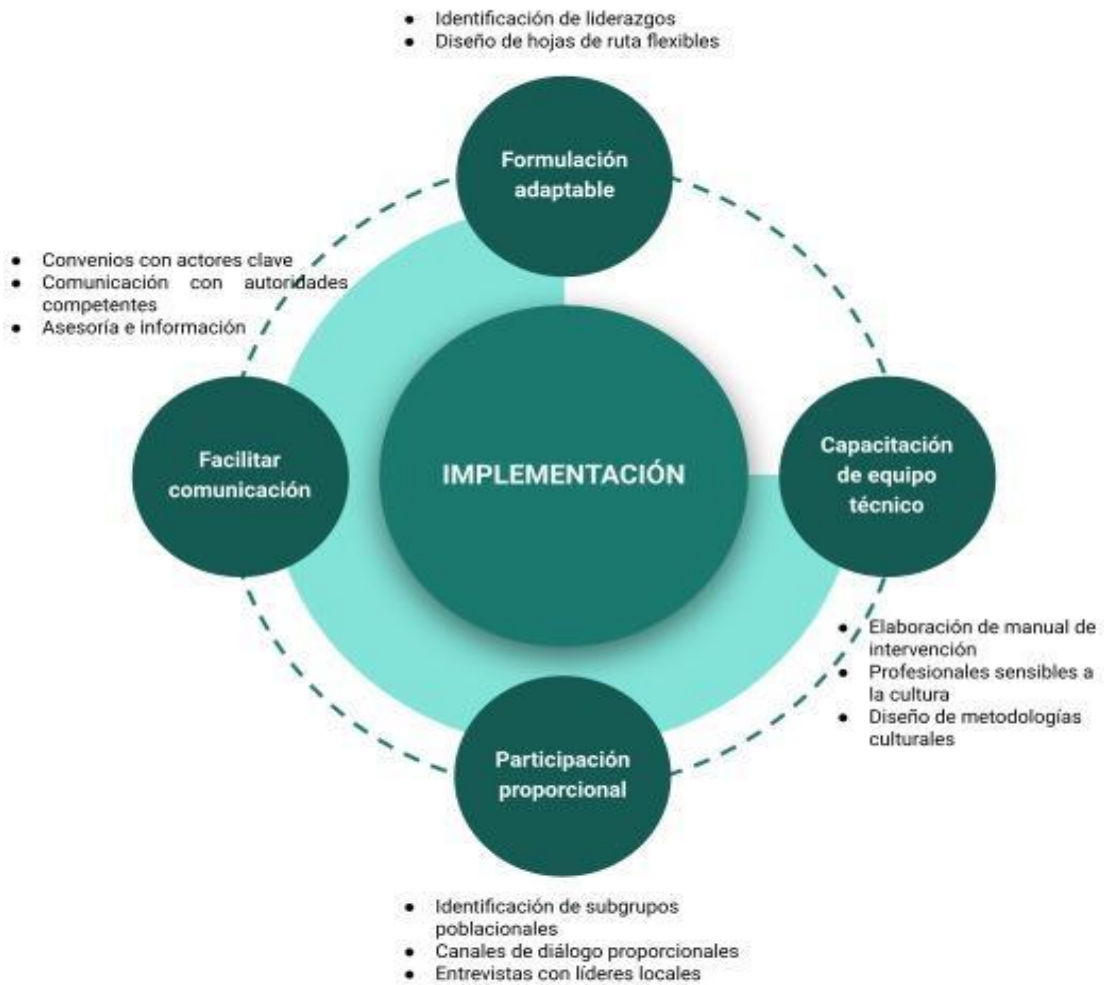 ● Identificación de liderazgos
● Diseño de hojas de ruta flexibles
Formulación
adaptable
● Convenios con actores clave
● Comunicación con autoridades
competentes
● Asesoría e información
Facilitar
comunicación
IMPLEMENTACIÓN
Capacitación
de equipo
técnico
● Elaboración de manual de
intervención
● Profesionales sensibles a
la cultura
● Diseño de metodologías
culturales
Participación
proporcional
● Identificación de subgrupos
poblacionales
● Canales de diálogo proporcionales
● Entrevistas con líderes locales